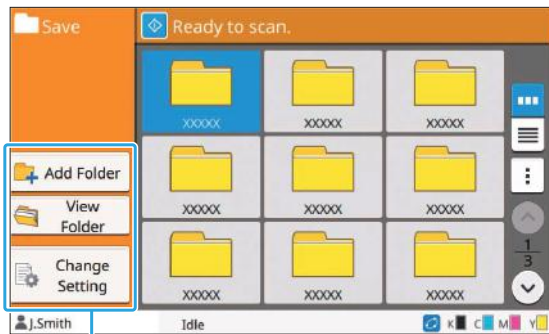 Save
Ready to scan.
XXXXX XXXXX XXXXX
Add Folder
View
Folder
XXXXX XXXXX XXXXX
Change
Setting
1
3
XXXXX XXXXX XXXXX
J.Smith Idle K C M Y